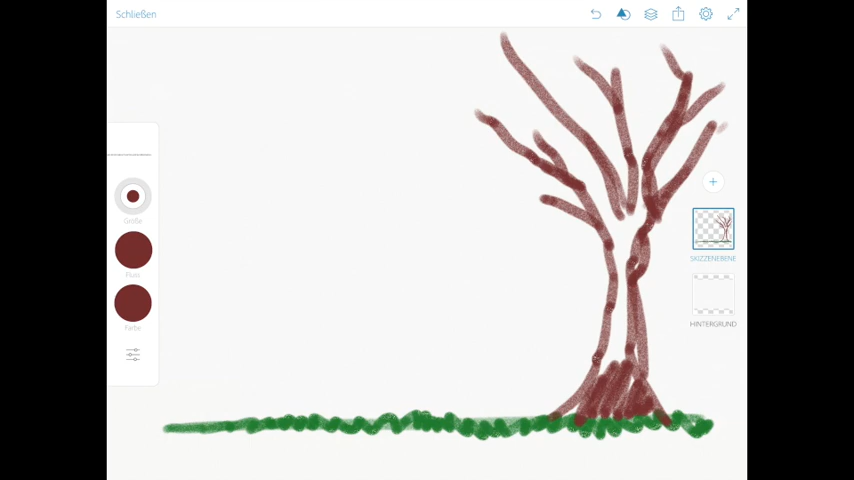 Schließen
Größe
Fluss
Farbe
SKIZZENEBENE
HINTERGRUND